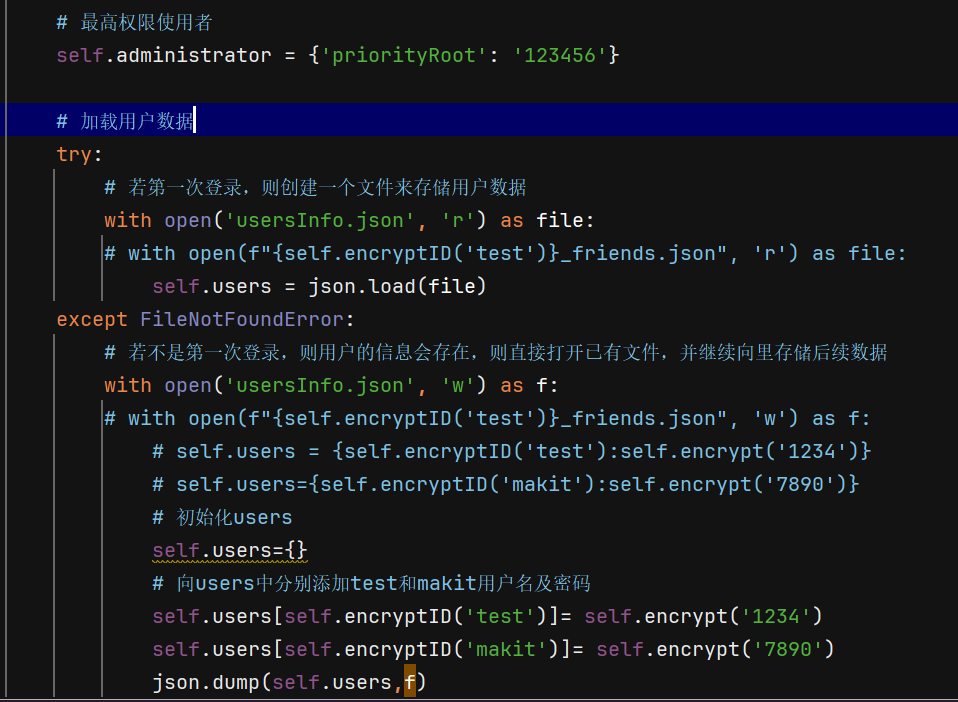 # 最高权限使用者
self.administrator = {'priorityRoot': '123456'}
# 加载用户数据
try:
# 若第一次登录，则创建一个文件来存储用户数据
with open('usersInfo.json', 'r') as file:
# with open(f"{self.encryptID('test')}_friends.json", 'r') as file:
self.users = json.load(file)
except FileNotFoundError:
# 若不是第一次登录，则用户的信息会存在，则直接打开已有文件，并继续向里存储后续数据
with open('usersInfo.json', 'w') as f:
# with open(f"{self.encryptID('test')}_friends.json", 'w') as f:
# self.users = {self.encryptID('test'):self.encrypt('1234')}
# self.users={self.encryptID('makit'):self.encrypt('7890')}
# 初始化users
self.users={}
# 向users中分别添加test和makit用户名及密码
self.users[self.encryptID('test')]= self.encrypt('1234')
self.users[self.encryptID('makit')]= self.encrypt('7890')
json.dump(self.users,f)